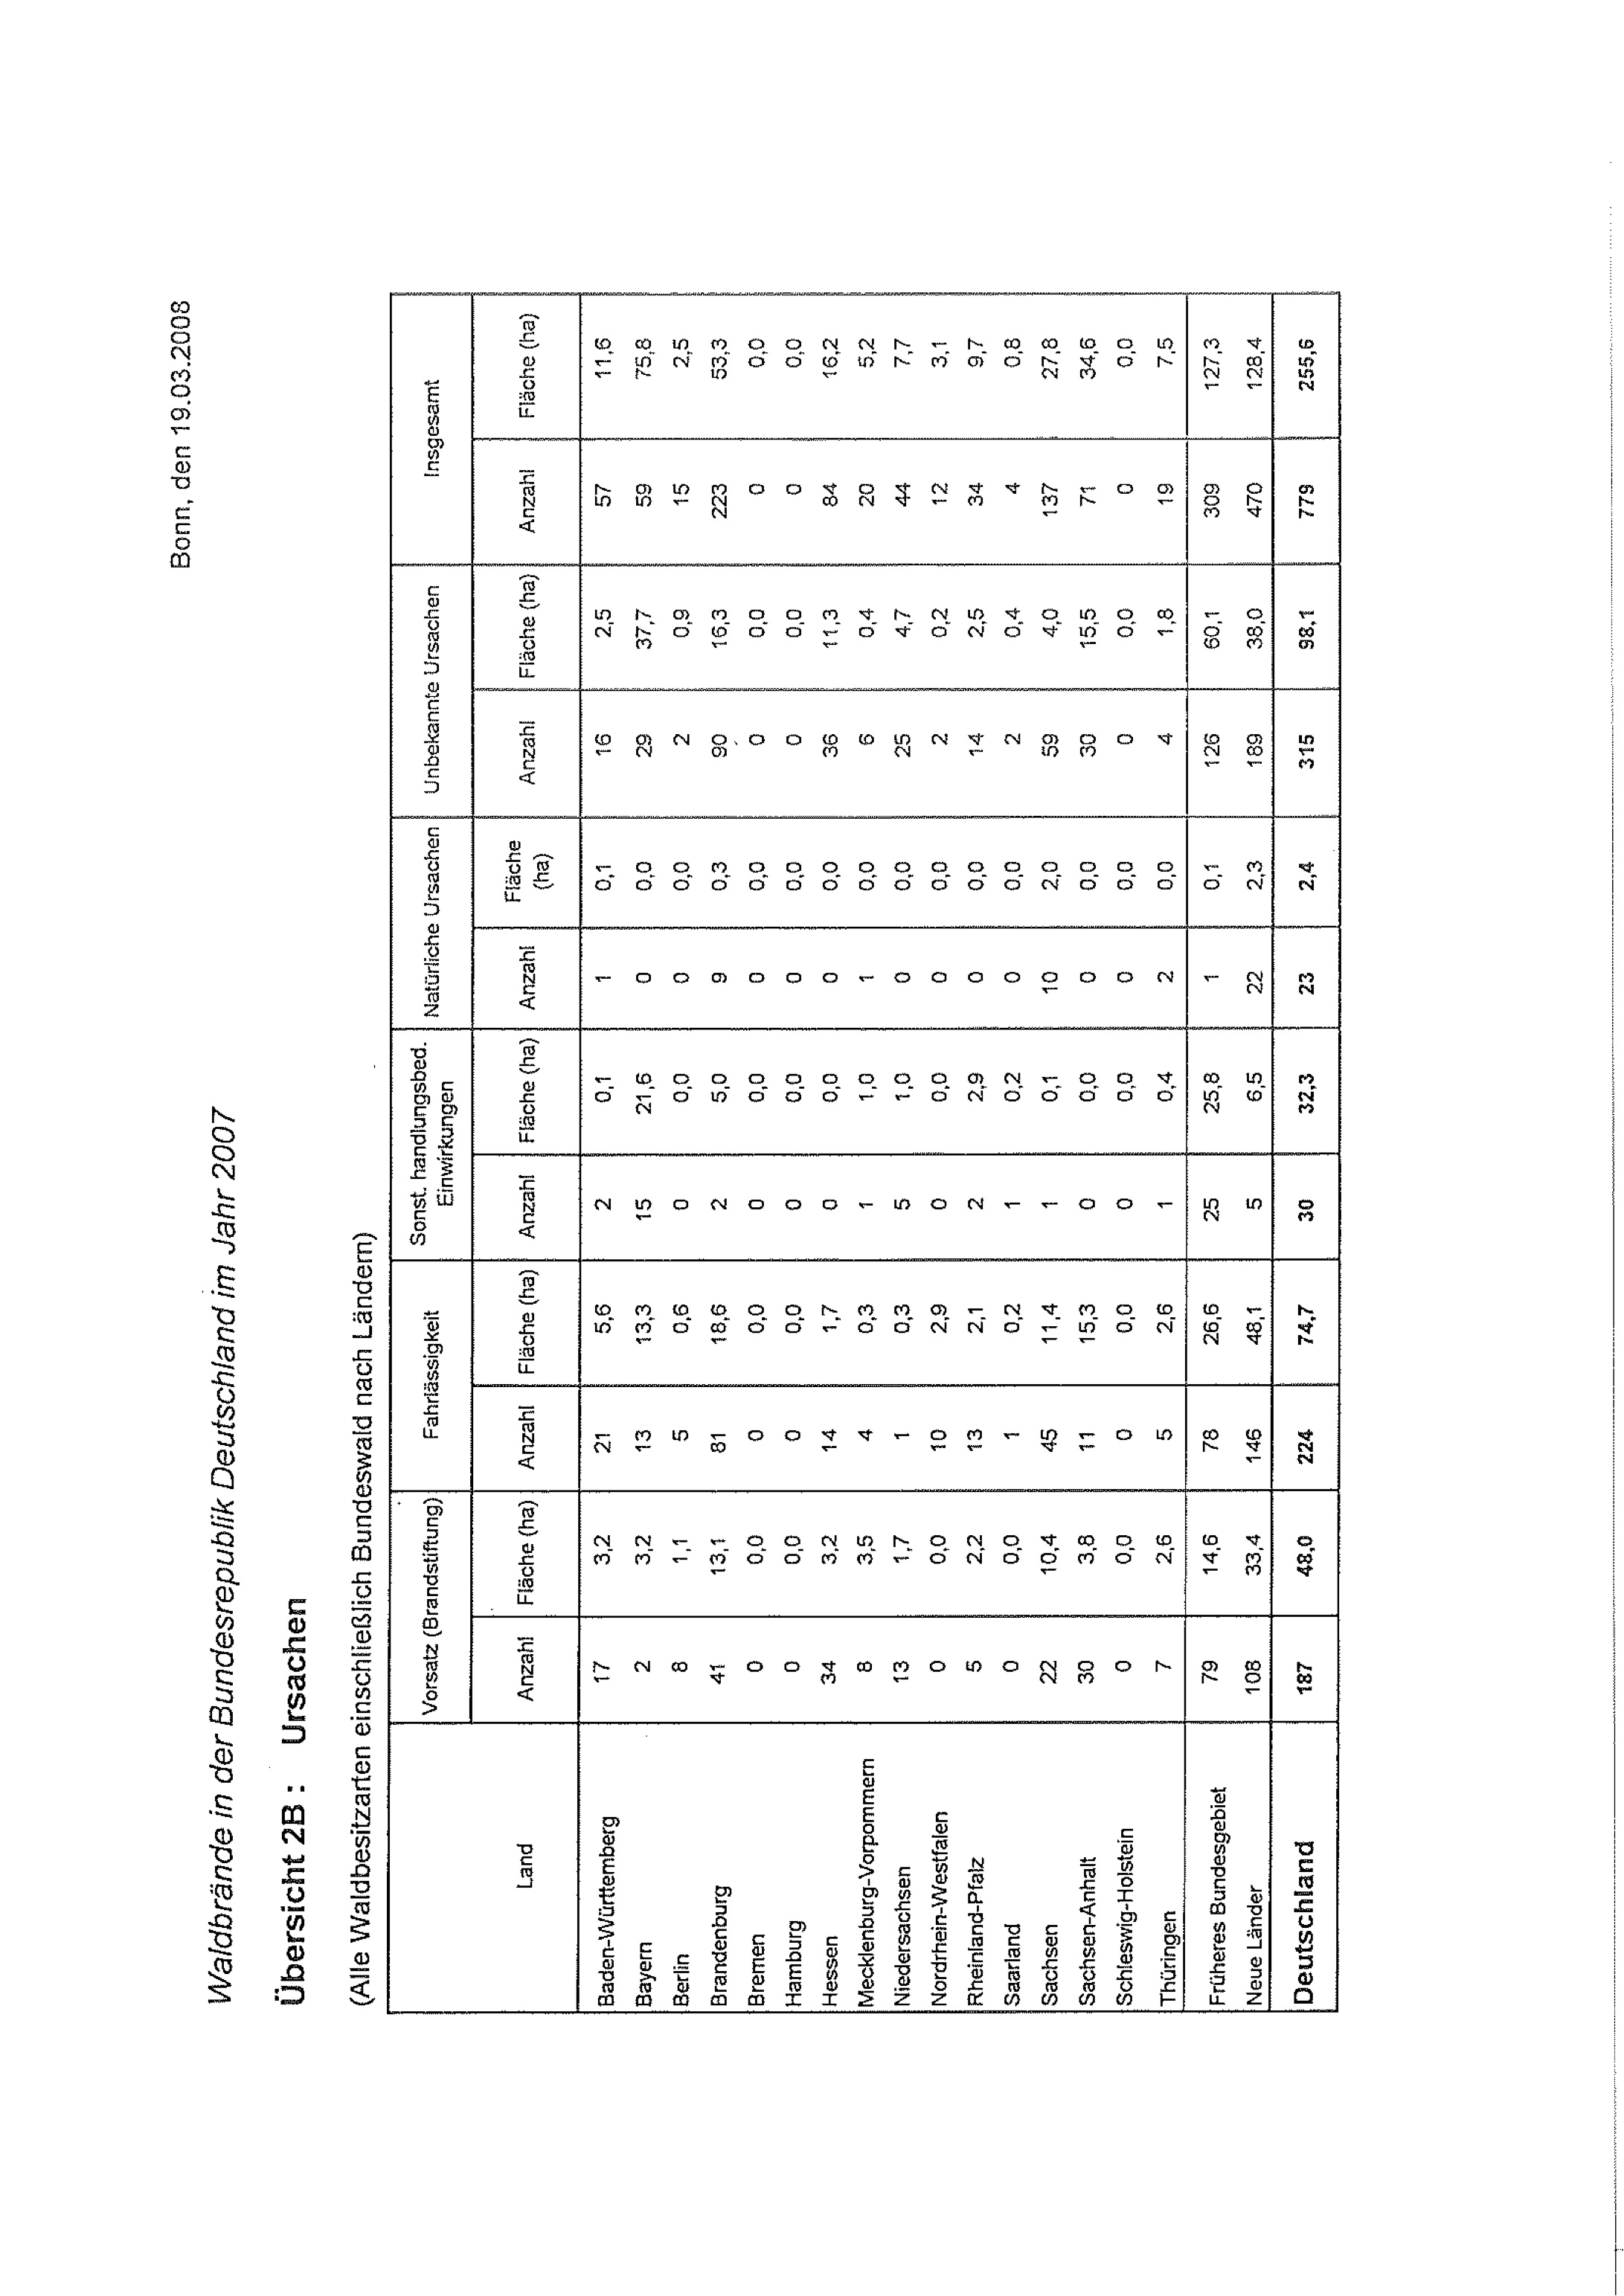 Bonn, den 19.03.2008
Waldbrände in der Bundesrepublik Deutschland im Jahr 2007
Übersicht 2B : Ursachen
(Alle Waldbesitzarten einschließlich Bundeswald nach Ländern)
Land Vorsatz (Brandstiftung) Fahrlässigkeit Sonst. handlungsbed. Einwirkungen Natürliche Ursachen Unbekannte Ursachen Insgesamt
Anzahl Fläche (ha) Anzahl Fläche (ha) Anzahl Fläche (ha) Anzahl Fläche (ha) Anzahl Fläche (ha) Anzahl Fläche (ha)
Baden-Württemberg 17 3,2 21 5,6 2 0,1 1 0,1 16 2,5 57 11,6
Bayern 2 3,2 13 13,3 15 21,6 0 0,0 29 37,7 59 75,8
Berlin 8 1,1 5 0,6 0 0,0 0 0,0 2 0,9 15 2,5
Brandenburg 41 13,1 81 18,6 2 5,0 9 0,3 90 16,3 223 53,3
Bremen 0 0,0 0 0,0 0 0,0 0 0,0 0 0,0 0 0,0
Hamburg 0 0,0 0 0,0 0 0,0 0 0,0 0 0,0 0 0,0
Hessen 34 3,2 14 1,7 0 0,0 0 0,0 36 11,3 84 16,2
Mecklenburg-Vorpommern 8 3,5 4 0,3 1 1,0 1 0,0 6 0,4 20 5,2
Niedersachsen 13 1,7 1 0,3 5 1,0 0 0,0 25 4,7 44 7,7
Nordrhein-Westfalen 0 0,0 10 2,9 0 0,0 0 0,0 2 0,2 12 3,1
Rheinland-Pfalz 5 2,2 13 2,1 2 2,9 0 0,0 14 2,5 34 9,7
Saarland 0 0,0 1 0,2 1 0,2 0 0,0 2 0,4 4 0,8
Sachsen 22 10,4 45 11,4 1 0,1 10 2,0 59 4,0 137 27,8
Sachsen-Anhalt 30 3,8 11 15,3 0 0,0 0 0,0 30 15,5 71 34,6
Schleswig-Holstein 0 0,0 0 0,0 0 0,0 0 0,0 0 0,0 0 0,0
Thüringen 7 2,6 5 2,6 1 0,4 2 0,0 4 1,8 19 7,5
Früheres Bundesgebiet 79 14,6 78 26,6 25 25,8 1 0,1 126 60,1 309 127,3
Neue Länder 108 33,4 146 48,1 5 6,5 22 2,3 189 38,0 470 128,4
Deutschland 187 48,0 224 74,7 30 32,3 23 2,4 315 98,1 779 255,6